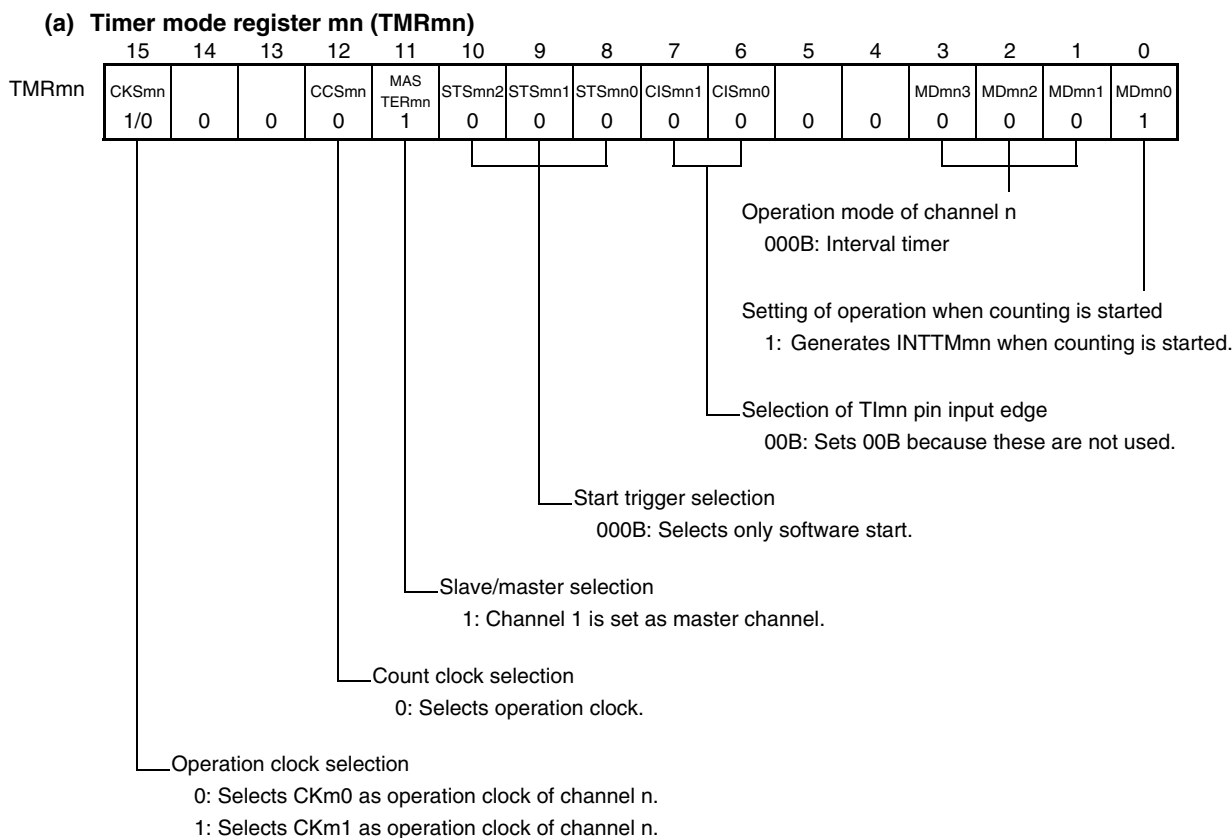 (a) Timer mode register mn (TMRmn)
15 14 13 12 11 10 9 8 7 6 5 4 3 2 1 0
TMRmn CKSmn CCSmn MAS TERmn STSmn2 STSmn1 STSmn0 CISmn1 CISmn0 MDmn3 MDmn2 MDmn1 MDmn0
1/0 0 0 0 1 0 0 0 0 0 0 0 0 0 0 1
Operation mode of channel n
000B: Interval timer
Setting of operation when counting is started
1: Generates INTTMmn when counting is started.
Selection of TImn pin input edge
00B: Sets 00B because these are not used.
Start trigger selection
000B: Selects only software start.
Slave/master selection
1: Channel 1 is set as master channel.
Count clock selection
0: Selects operation clock.
Operation clock selection
0: Selects CKm0 as operation clock of channel n.
1: Selects CKm1 as operation clock of channel n.